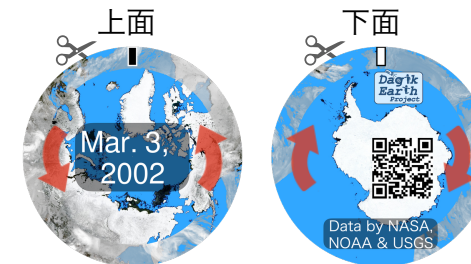 上面
下面
Mar. 3,
2002
Dagik
Earth
Project
Data by NASA,
NOAA & USGS